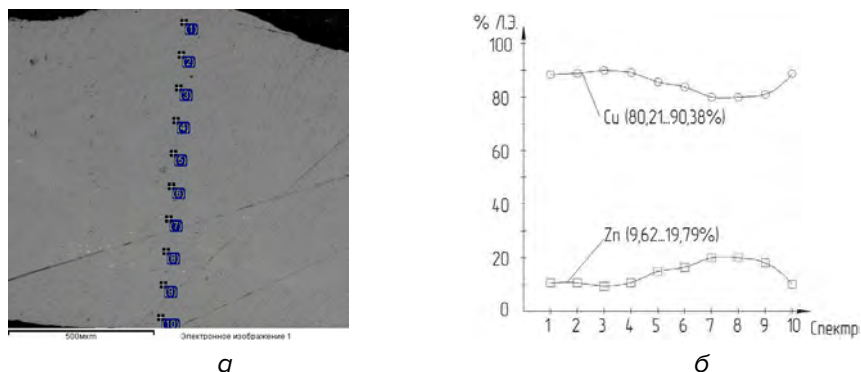 (1)
(2)
(3)
(4)
(5)
(6)
(7)
(8)
(9)
(10)
500мкm
Электронное изображение 1
а
% /П.Э.
100
80
60
40
20
0
Cu (80,21...90,38%)
Zn (9,62...19,79%)
1 2 3 4 5 6 7 8 9 10 Спектр
б